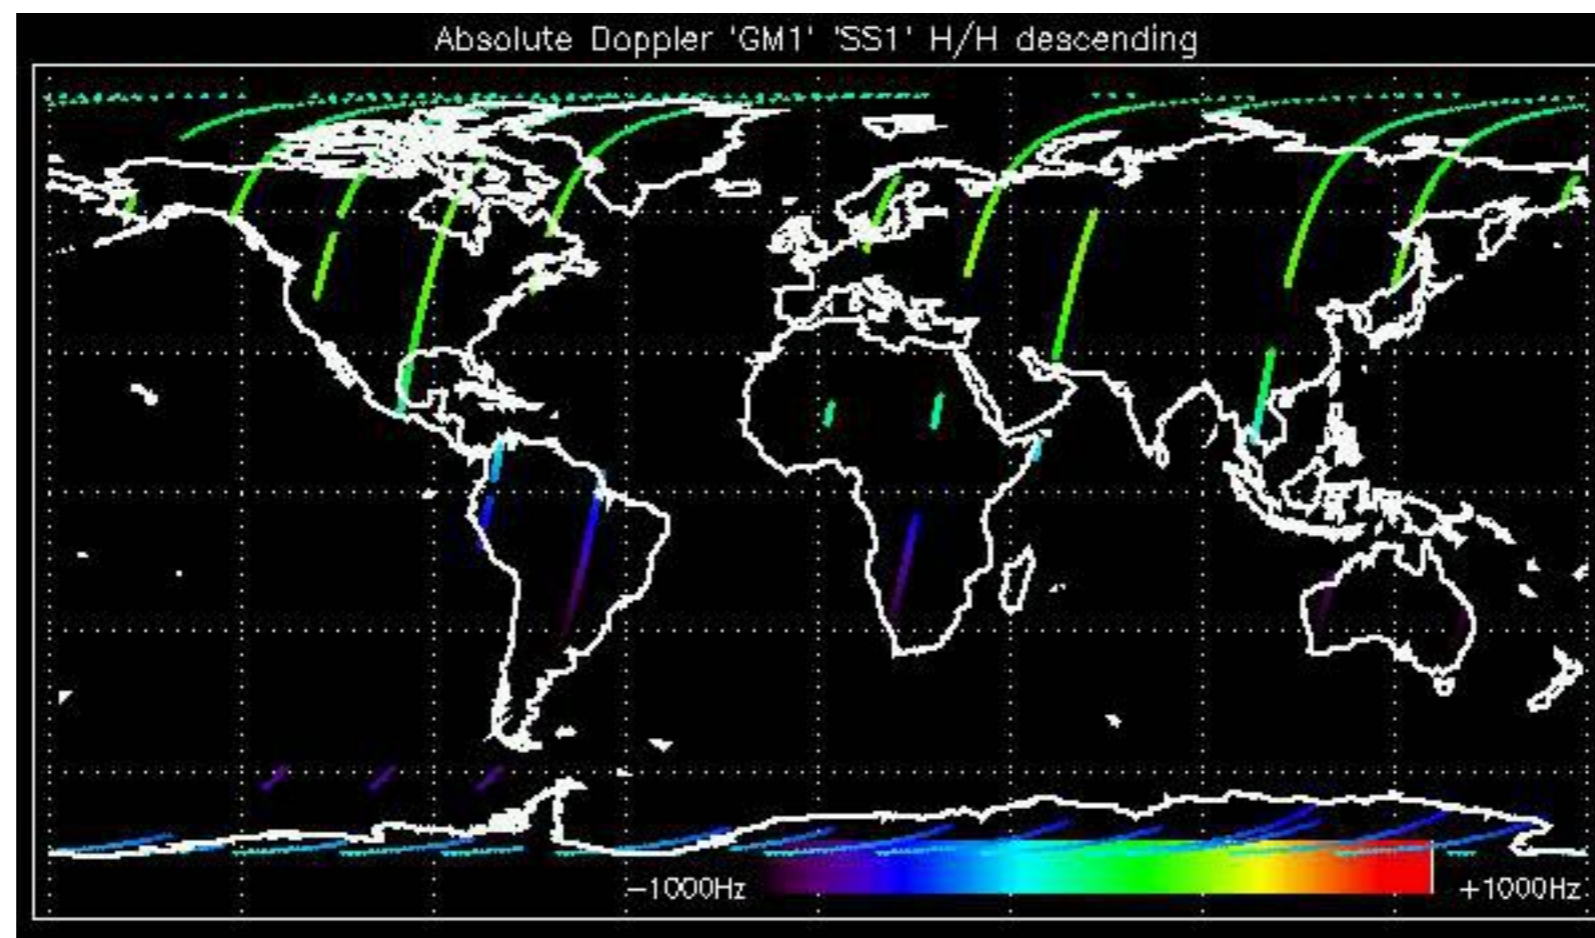 Absolute Doppler 'GM1' 'SS1' H/H descending
-1000Hz +1000Hz